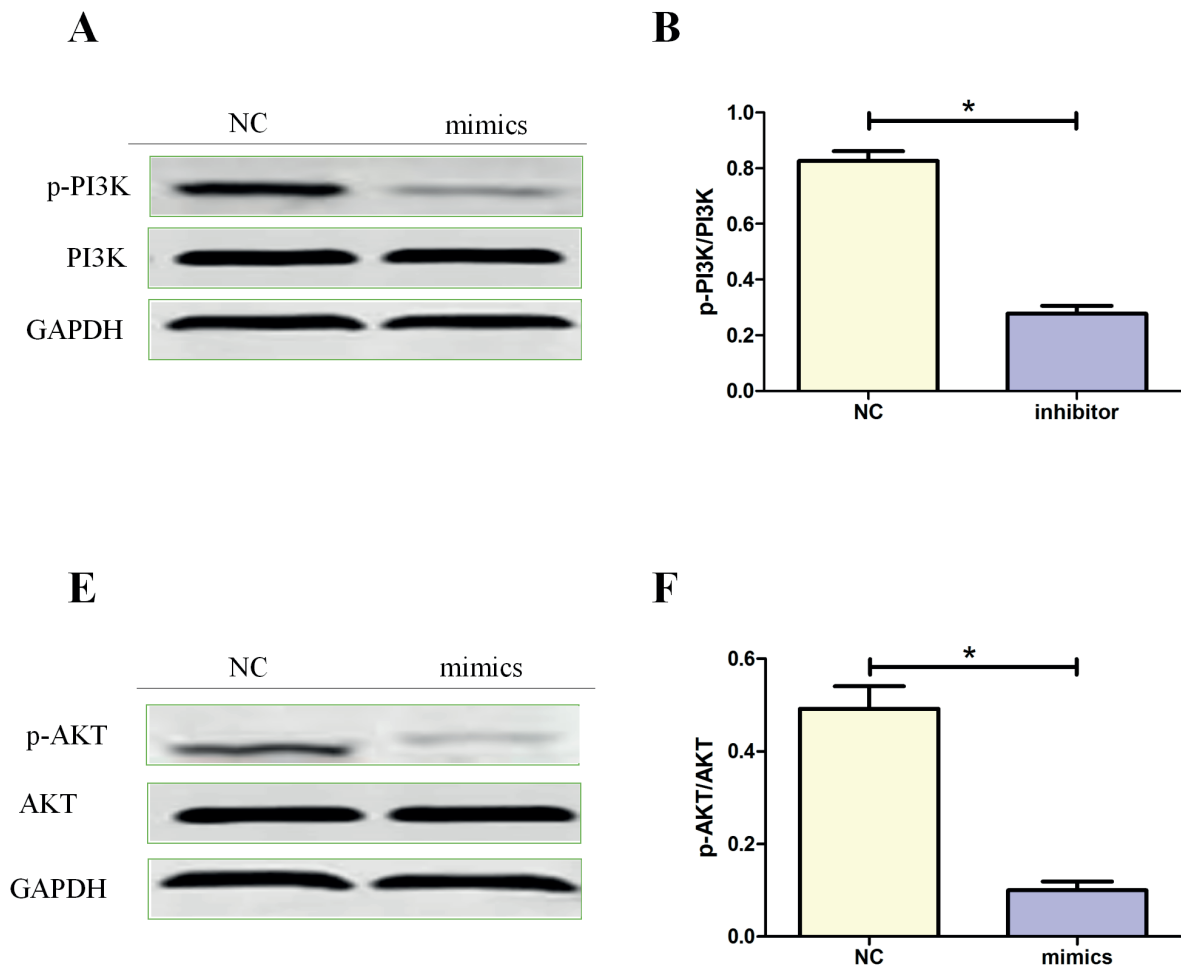 A
NC mimics
p-PI3K
PI3K
GAPDH
B
*
1.0
0.8
0.6
0.4
0.2
0.0
p-PI3K/PI3K
NC inhibitor
E
NC mimics
p-AKT
AKT
GAPDH
F
*
0.6
0.4
0.2
0.0
p-AKT/AKT
NC mimics